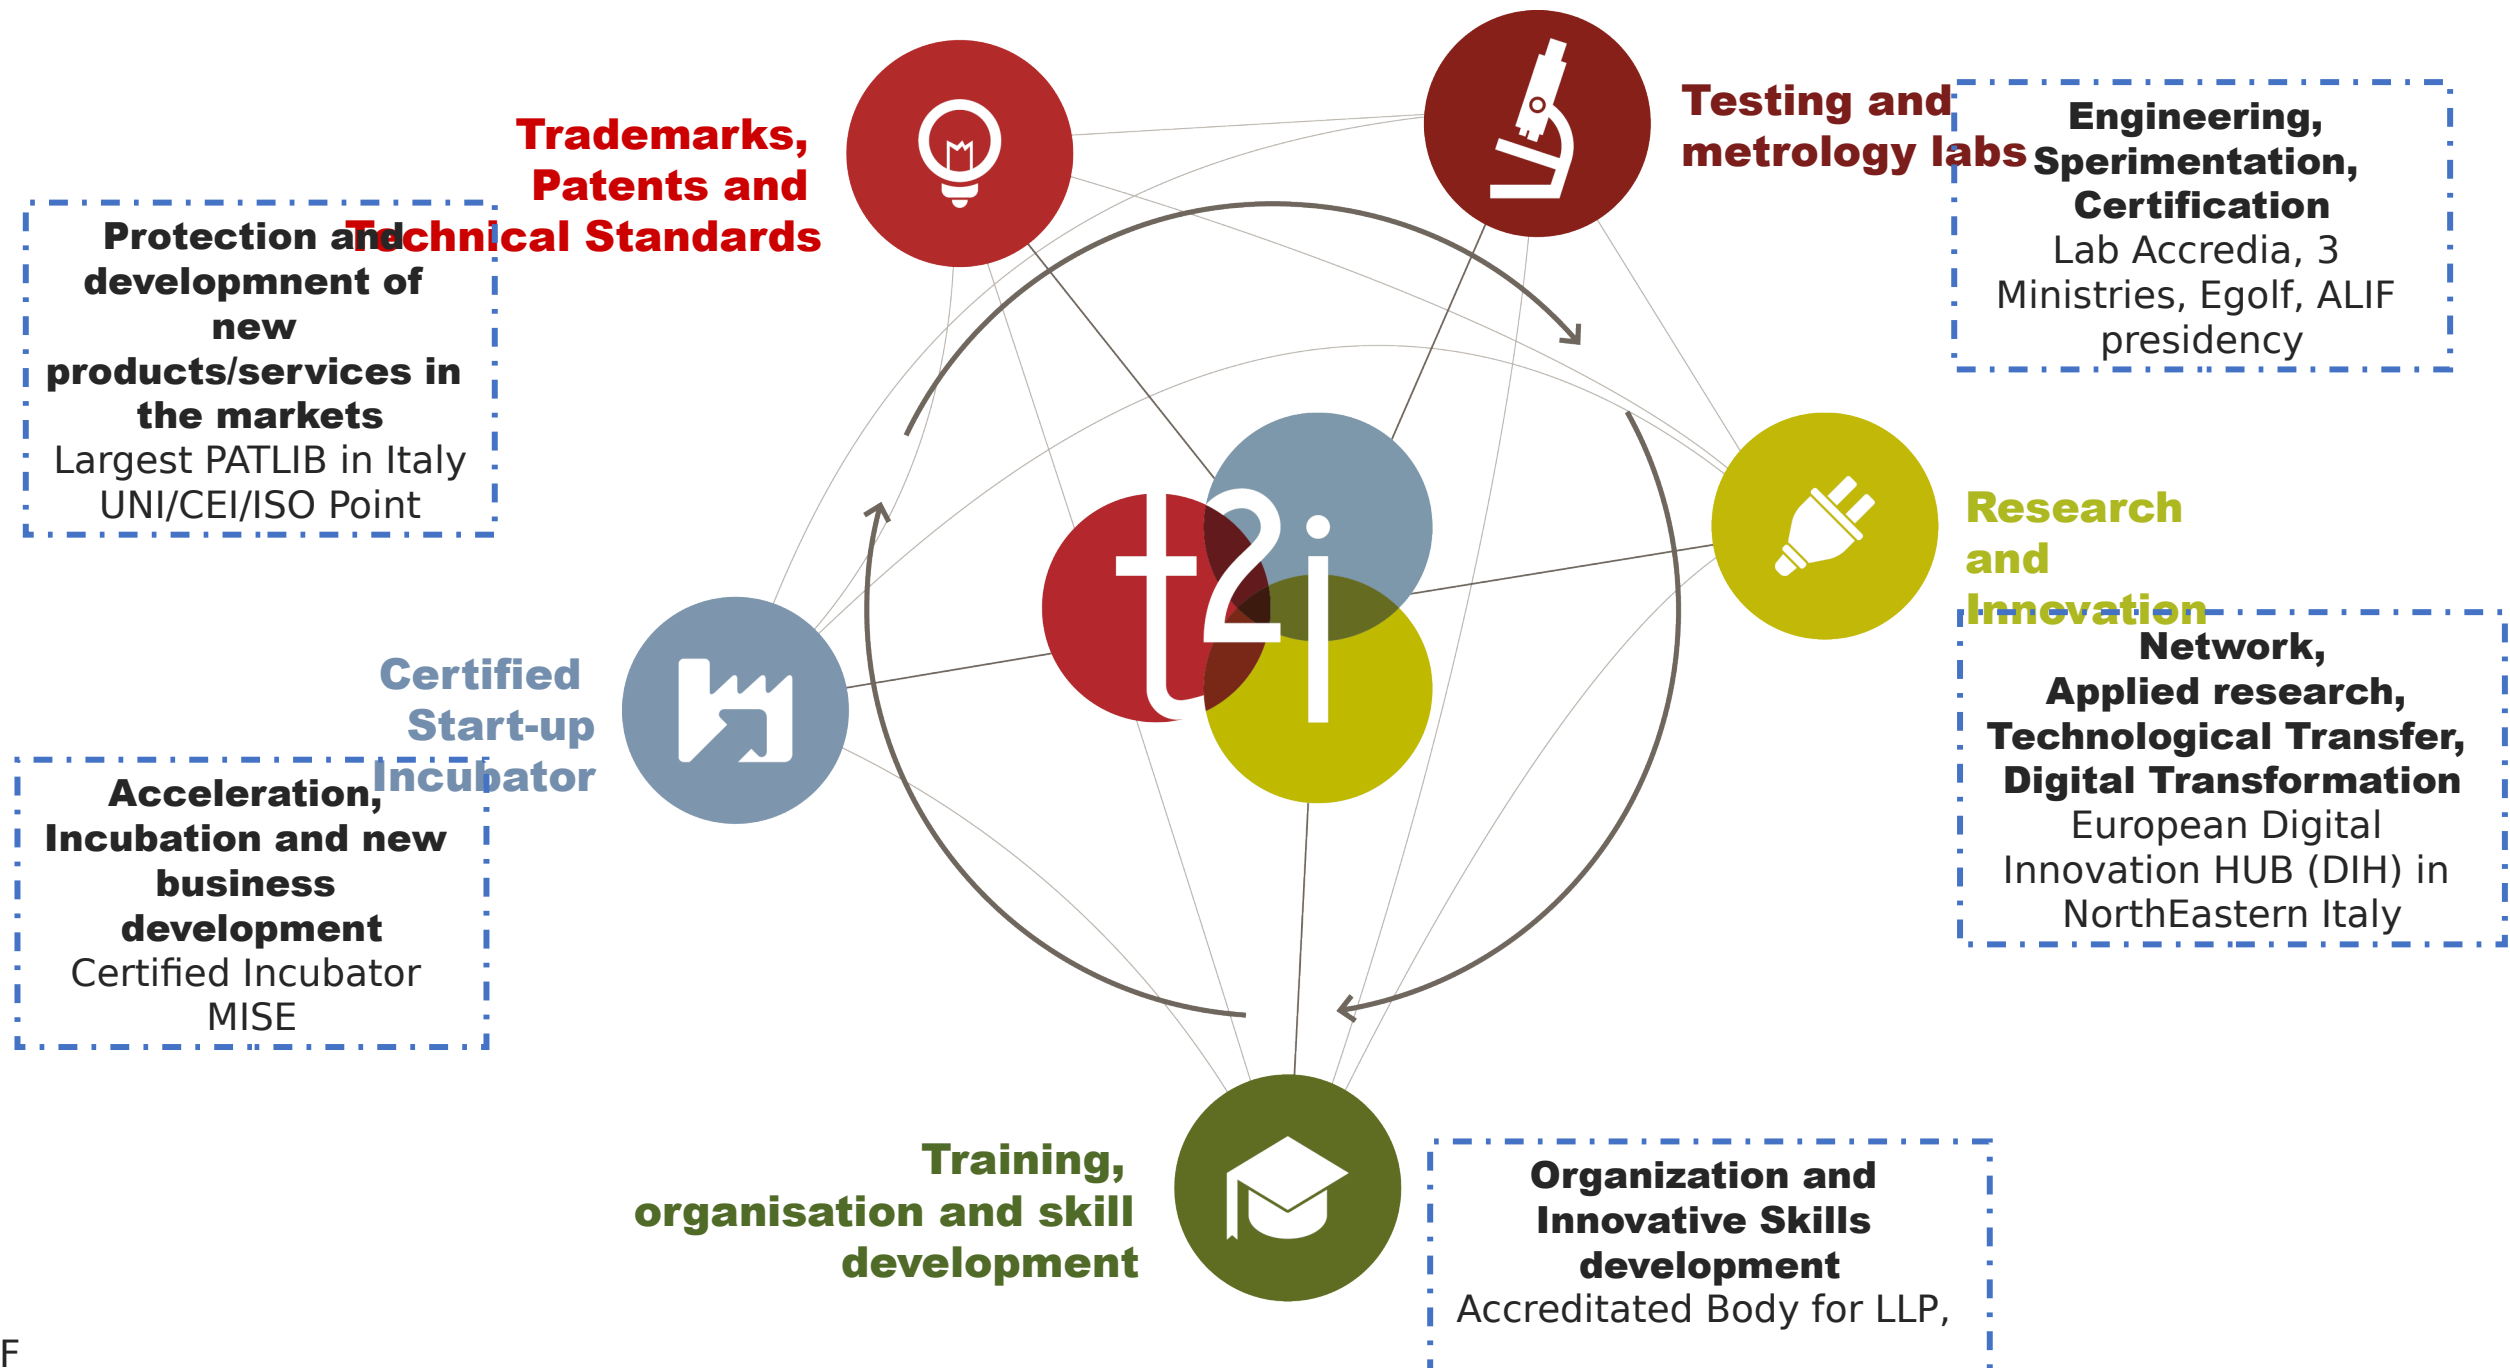 Trademarks,
Patents and
Technical Standards
Protection and
developmnent of
new
products/services in
the markets
Largest PATLIB in Italy
UNI/CEI/ISO Point
Testing and
metrology labs
Engineering,
Sperimentation,
Certification
Lab Accredia, 3
Ministries, Egolf, ALIF
presidency
t2i
Research
and
Innovation
Network,
Applied research,
Technological Transfer,
Digital Transformation
European Digital
Innovation HUB (DIH) in
NorthEastern Italy
Certified
Start-up
Incubator
Acceleration,
Incubation and new
business
development
Certified Incubator
MISE
Training,
organisation and skill
development
Organization and
Innovative Skills
development
Accreditated Body for LLP,
F